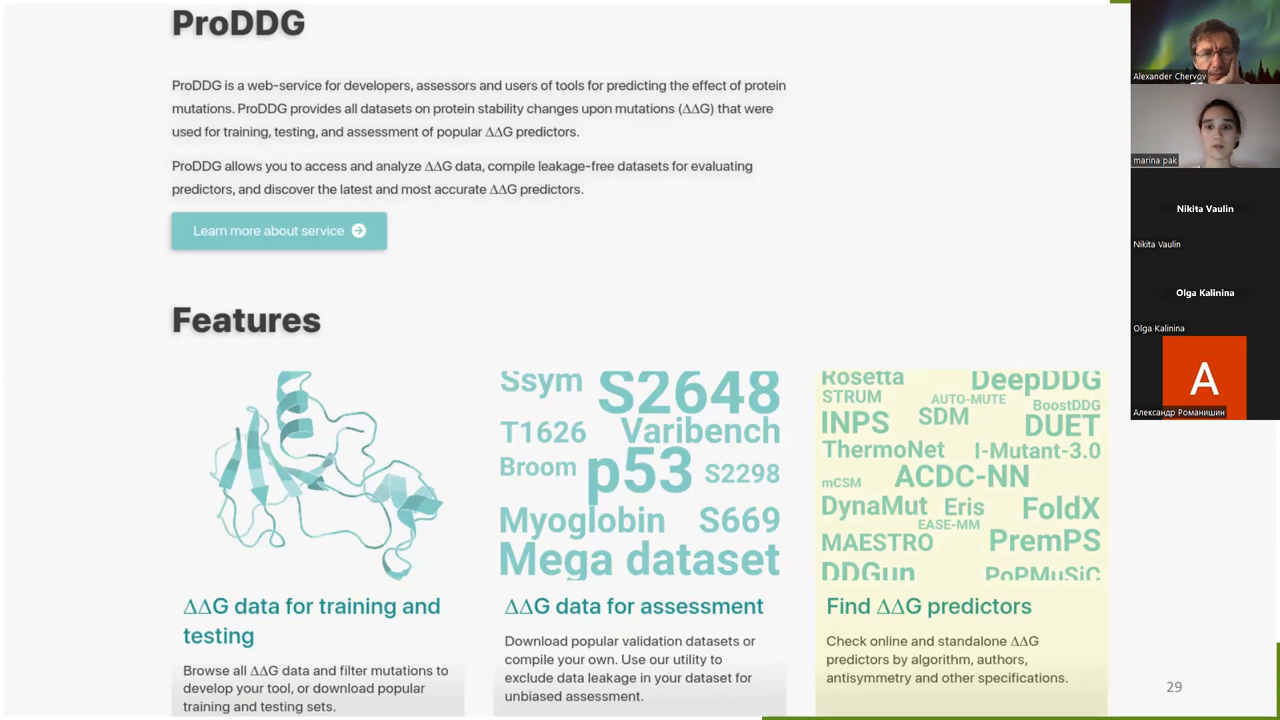 ProDDG
ProDDG is a web-service for developers, assessors and users of tools for predicting the effect of protein
mutations. ProDDG provides all datasets on protein stability changes upon mutations (ΔΔG) that were
used for training, testing, and assessment of popular ΔΔG predictors.
ProDDG allows you to access and analyze ΔΔG data, compile leakage-free datasets for evaluating
predictors, and discover the latest and most accurate ΔΔG predictors.
Learn more about service
Features
Ssym S2648
T1626 Varibench
Broom p53 S2298
Myoglobin S669
Mega dataset
Rosetta DeepDDG
STRUM AUTO-MUTE BoostDDG
INPS SDM DUET
ThermoNet I-Mutant-3.0
mCSM ACDC-NN
DynaMut Eris FoldX
EASE-MM
MAESTRO PremPS
DDGun PoPMuSiC
ΔΔG data for training and
testing
Browse all ΔΔG data and filter mutations to
develop your tool, or download popular
training and testing sets.
ΔΔG data for assessment
Download popular validation datasets or
compile your own. Use our utility to
exclude data leakage in your dataset for
unbiased assessment.
Find ΔΔG predictors
Check online and standalone ΔΔG
predictors by algorithm, authors,
antisymmetry and other specifications.
29
Alexander Chervov
marina pak
Nikita Vaulin
Nikita Vaulin
Olga Kalinina
Olga Kalinina
A
Александр Романишин